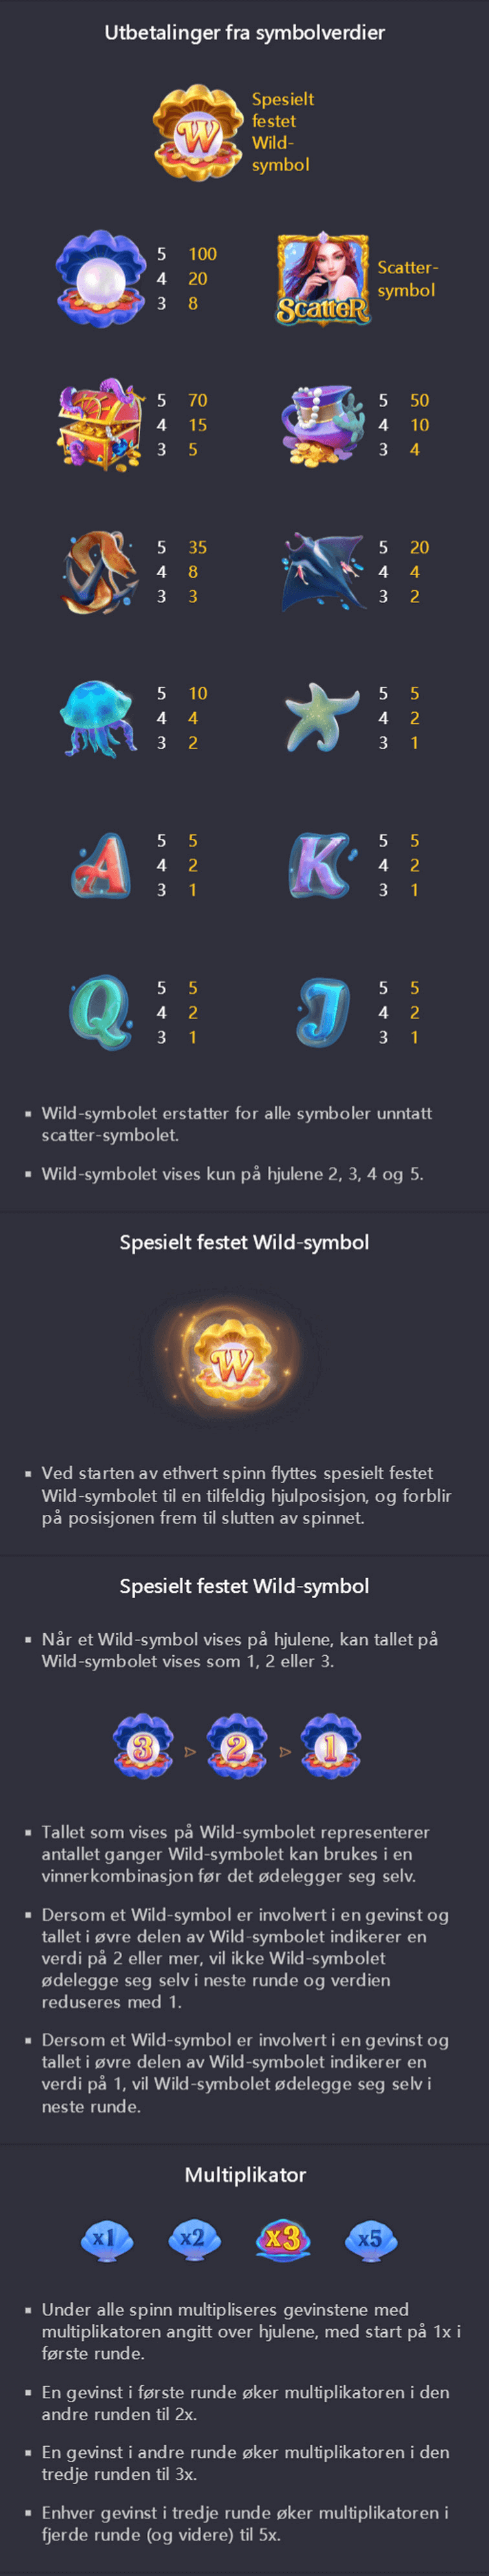 Utbetalinger fra symbolverdier
W
Spesielt
festet
Wild-
symbol
5 100
4 20
3 8
SCatteR
Scatter-
symbol
5 70
4 15
3 5
5 50
4 10
3 4
5 35
4 8
3 3
5 20
4 4
3 2
5 10
4 4
3 2
5 5
4 2
3 1
A
5 5
4 2
3 1
K
5 5
4 2
3 1
Q
5 5
4 2
3 1
J
5 5
4 2
3 1
▪ Wild-symbolet erstatter for alle symboler unntatt
scatter-symbolet.
▪ Wild-symbolet vises kun på hjulene 2, 3, 4 og 5.
Spesielt festet Wild-symbol
W
▪ Ved starten av ethvert spinn flyttes spesielt festet
Wild-symbolet til en tilfeldig hjulposisjon, og forblir
på posisjonen frem til slutten av spinnet.
Spesielt festet Wild-symbol
▪ Når et Wild-symbol vises på hjulene, kan tallet på
Wild-symbolet vises som 1, 2 eller 3.
3 2 1
▪ Tallet som vises på Wild-symbolet representerer
antallet ganger Wild-symbolet kan brukes i en
vinnerkombinasjon før det ødelegger seg selv.
▪ Dersom et Wild-symbol er involvert i en gevinst og
tallet i øvre delen av Wild-symbolet indikerer en
verdi på 2 eller mer, vil ikke Wild-symbolet
ødelegge seg selv i neste runde og verdien
reduseres med 1.
▪ Dersom et Wild-symbol er involvert i en gevinst og
tallet i øvre delen av Wild-symbolet indikerer en
verdi på 1, vil Wild-symbolet ødelegge seg selv i
neste runde.
Multiplikator
x1 x2 x3 x5
▪ Under alle spinn multipliseres gevinstene med
multiplikatoren angitt over hjulene, med start på 1x i
første runde.
▪ En gevinst i første runde øker multiplikatoren i den
andre runden til 2x.
▪ En gevinst i andre runde øker multiplikatoren i den
tredje runden til 3x.
▪ Enhver gevinst i tredje runde øker multiplikatoren i
fjerde runde (og videre) til 5x.